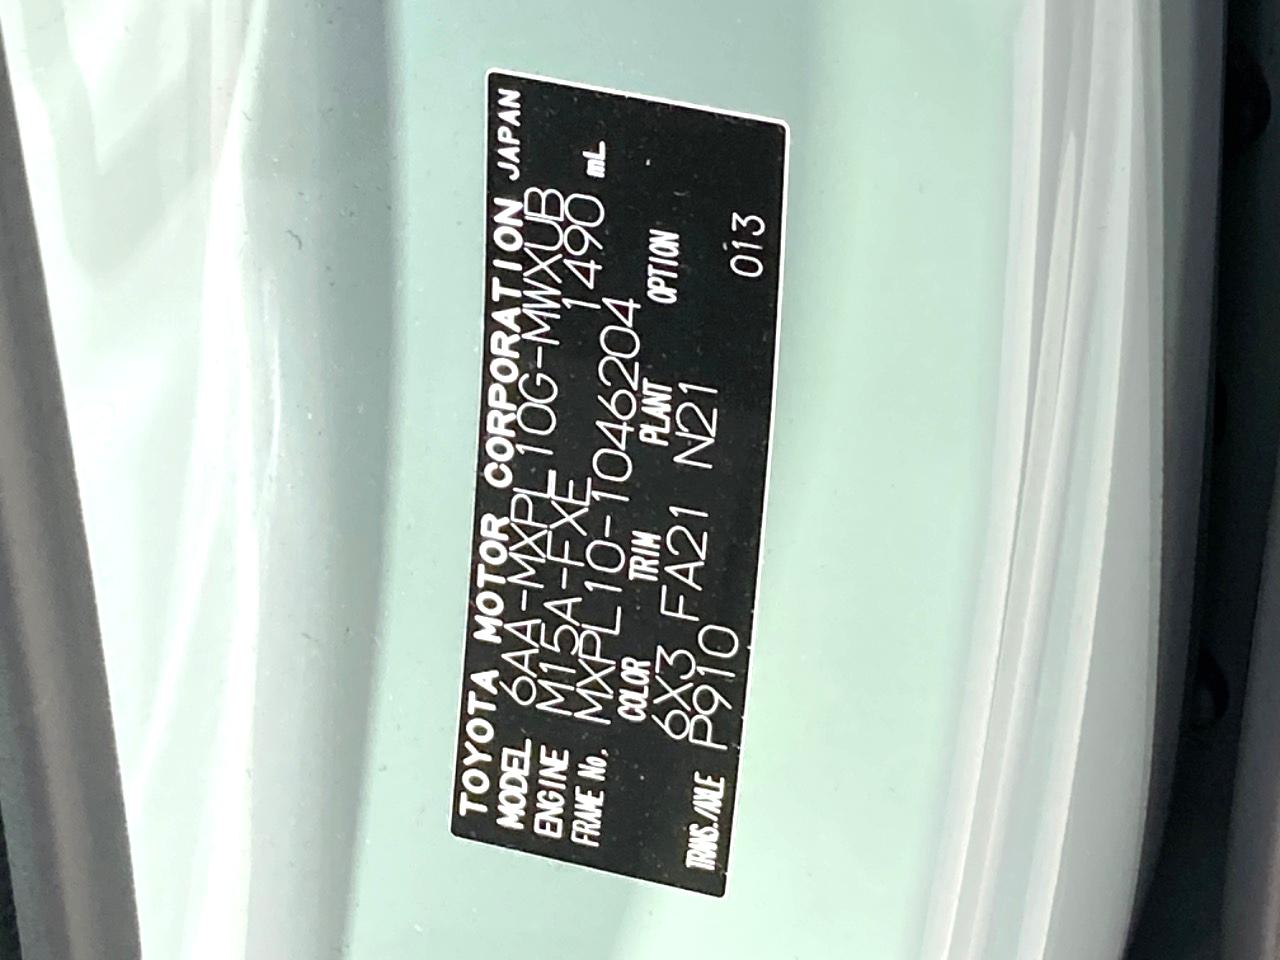 TOYOTA MOTOR CORPORATION JAPAN
MODEL 6AA-MXPL10G-MWXUB
ENGINE M15A-FXE 1490 mL
FRAME No. MXPL10-1046204
COLOR TRIM PLANT OPTION
6X3 FA21 N21
TRANS./AXLE P910 013